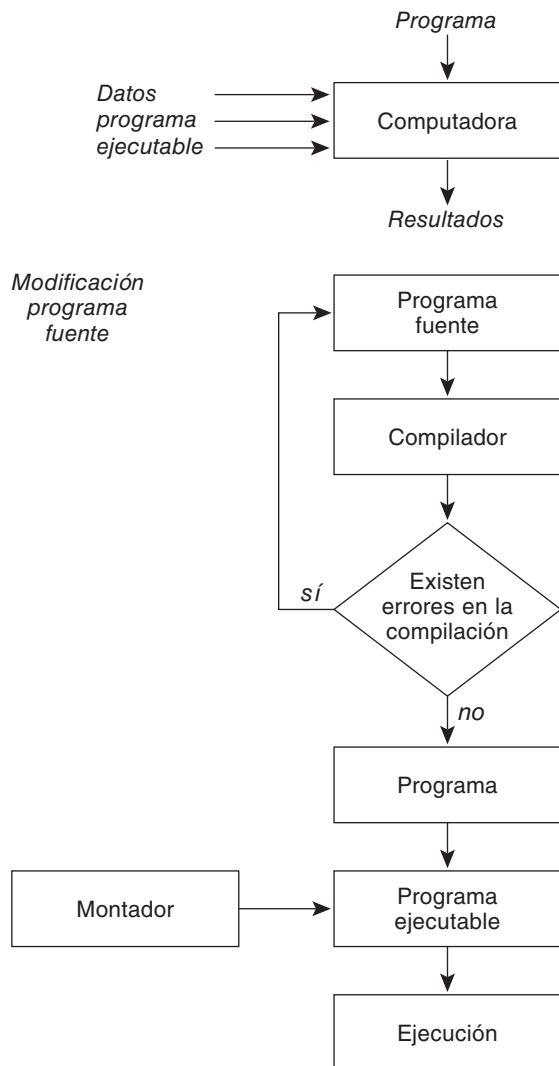 Programa
Datos
programa
ejecutable
Computadora
Resultados
Modificación
programa
fuente
Programa
fuente
Compilador
Existen
errores en la
compilación
sí
no
Programa
Montador
Programa
ejecutable
Ejecución